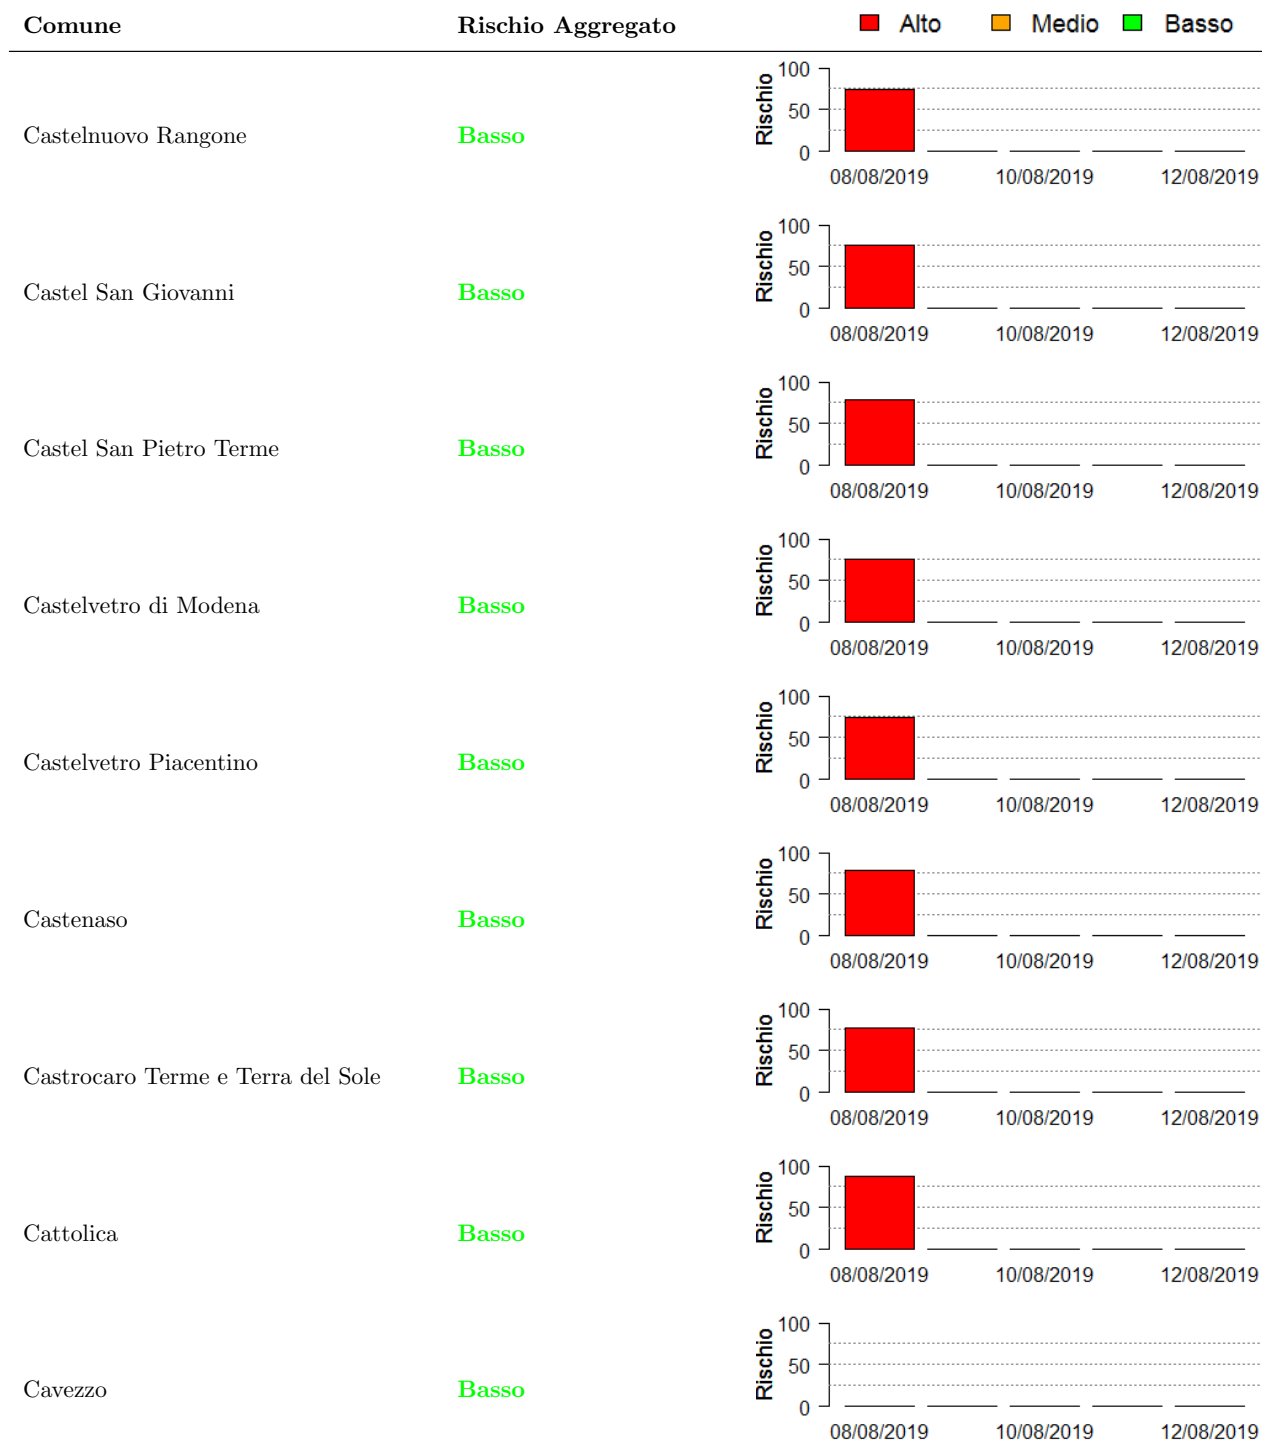 Comune Rischio Aggregato Alto Medio Basso
Castelnuovo Rangone Basso Rischio 100 50 0
08/08/2019 10/08/2019 12/08/2019
Castel San Giovanni Basso Rischio 100 50 0
08/08/2019 10/08/2019 12/08/2019
Castel San Pietro Terme Basso Rischio 100 50 0
08/08/2019 10/08/2019 12/08/2019
Castelvetro di Modena Basso Rischio 100 50 0
08/08/2019 10/08/2019 12/08/2019
Castelvetro Piacentino Basso Rischio 100 50 0
08/08/2019 10/08/2019 12/08/2019
Castenaso Basso Rischio 100 50 0
08/08/2019 10/08/2019 12/08/2019
Castrocaro Terme e Terra del Sole Basso Rischio 100 50 0
08/08/2019 10/08/2019 12/08/2019
Cattolica Basso Rischio 100 50 0
08/08/2019 10/08/2019 12/08/2019
Cavezzo Basso Rischio 100 50 0
08/08/2019 10/08/2019 12/08/2019